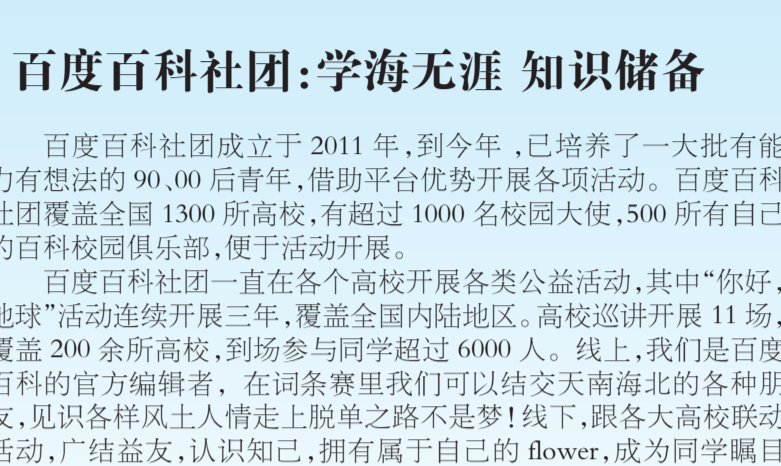 百度百科社团:学海无涯 知识储备
百度百科社团成立于 2011 年,到今年 ,已培养了一大批有能
力有想法的 90、00 后青年,借助平台优势开展各项活动。百度百科
社团覆盖全国 1300 所高校,有超过 1000 名校园大使,500 所有自己
的百科校园俱乐部,便于活动开展。
百度百科社团一直在各个高校开展各类公益活动,其中“你好,
地球”活动连续开展三年,覆盖全国内陆地区。高校巡讲开展 11 场,
覆盖 200 余所高校,到场参与同学超过 6000 人。线上,我们是百度
百科的官方编辑者，在词条赛里我们可以结交天南海北的各种朋
友,见识各样风土人情走上脱单之路不是梦!线下,跟各大高校联动
活动,广结益友,认识知己,拥有属于自己的 flower,成为同学瞩目